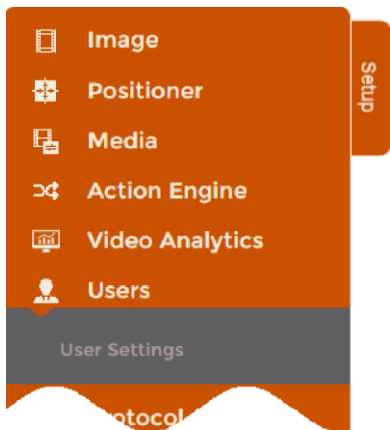 Image
Positioner
Media
Action Engine
Video Analytics
Users
User Settings
Setup